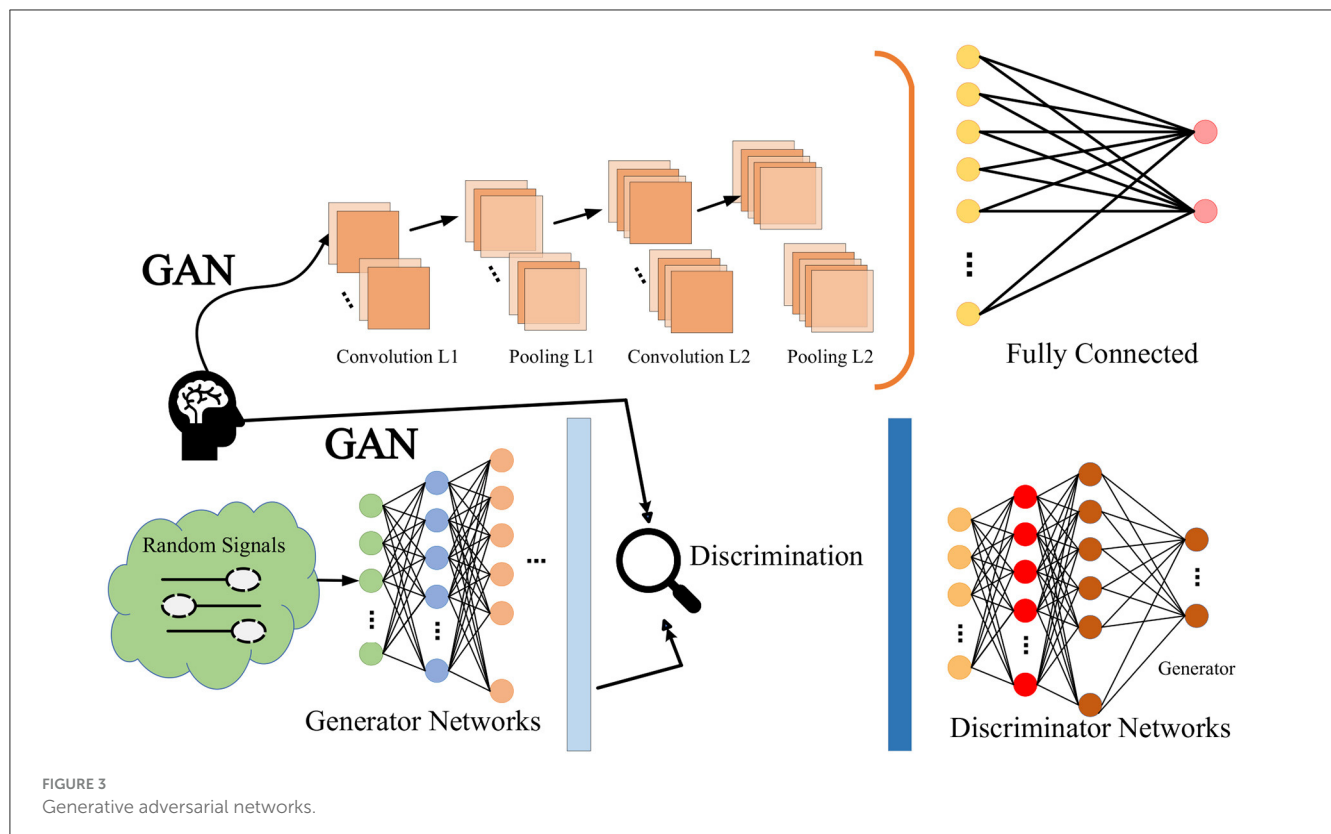 GAN
Convolution L1
Pooling L1
Convolution L2
Pooling L2
Fully Connected
GAN
Random Signals
Discrimination
Generator
Generator Networks
Discriminator Networks
FIGURE 3
Generative adversarial networks.